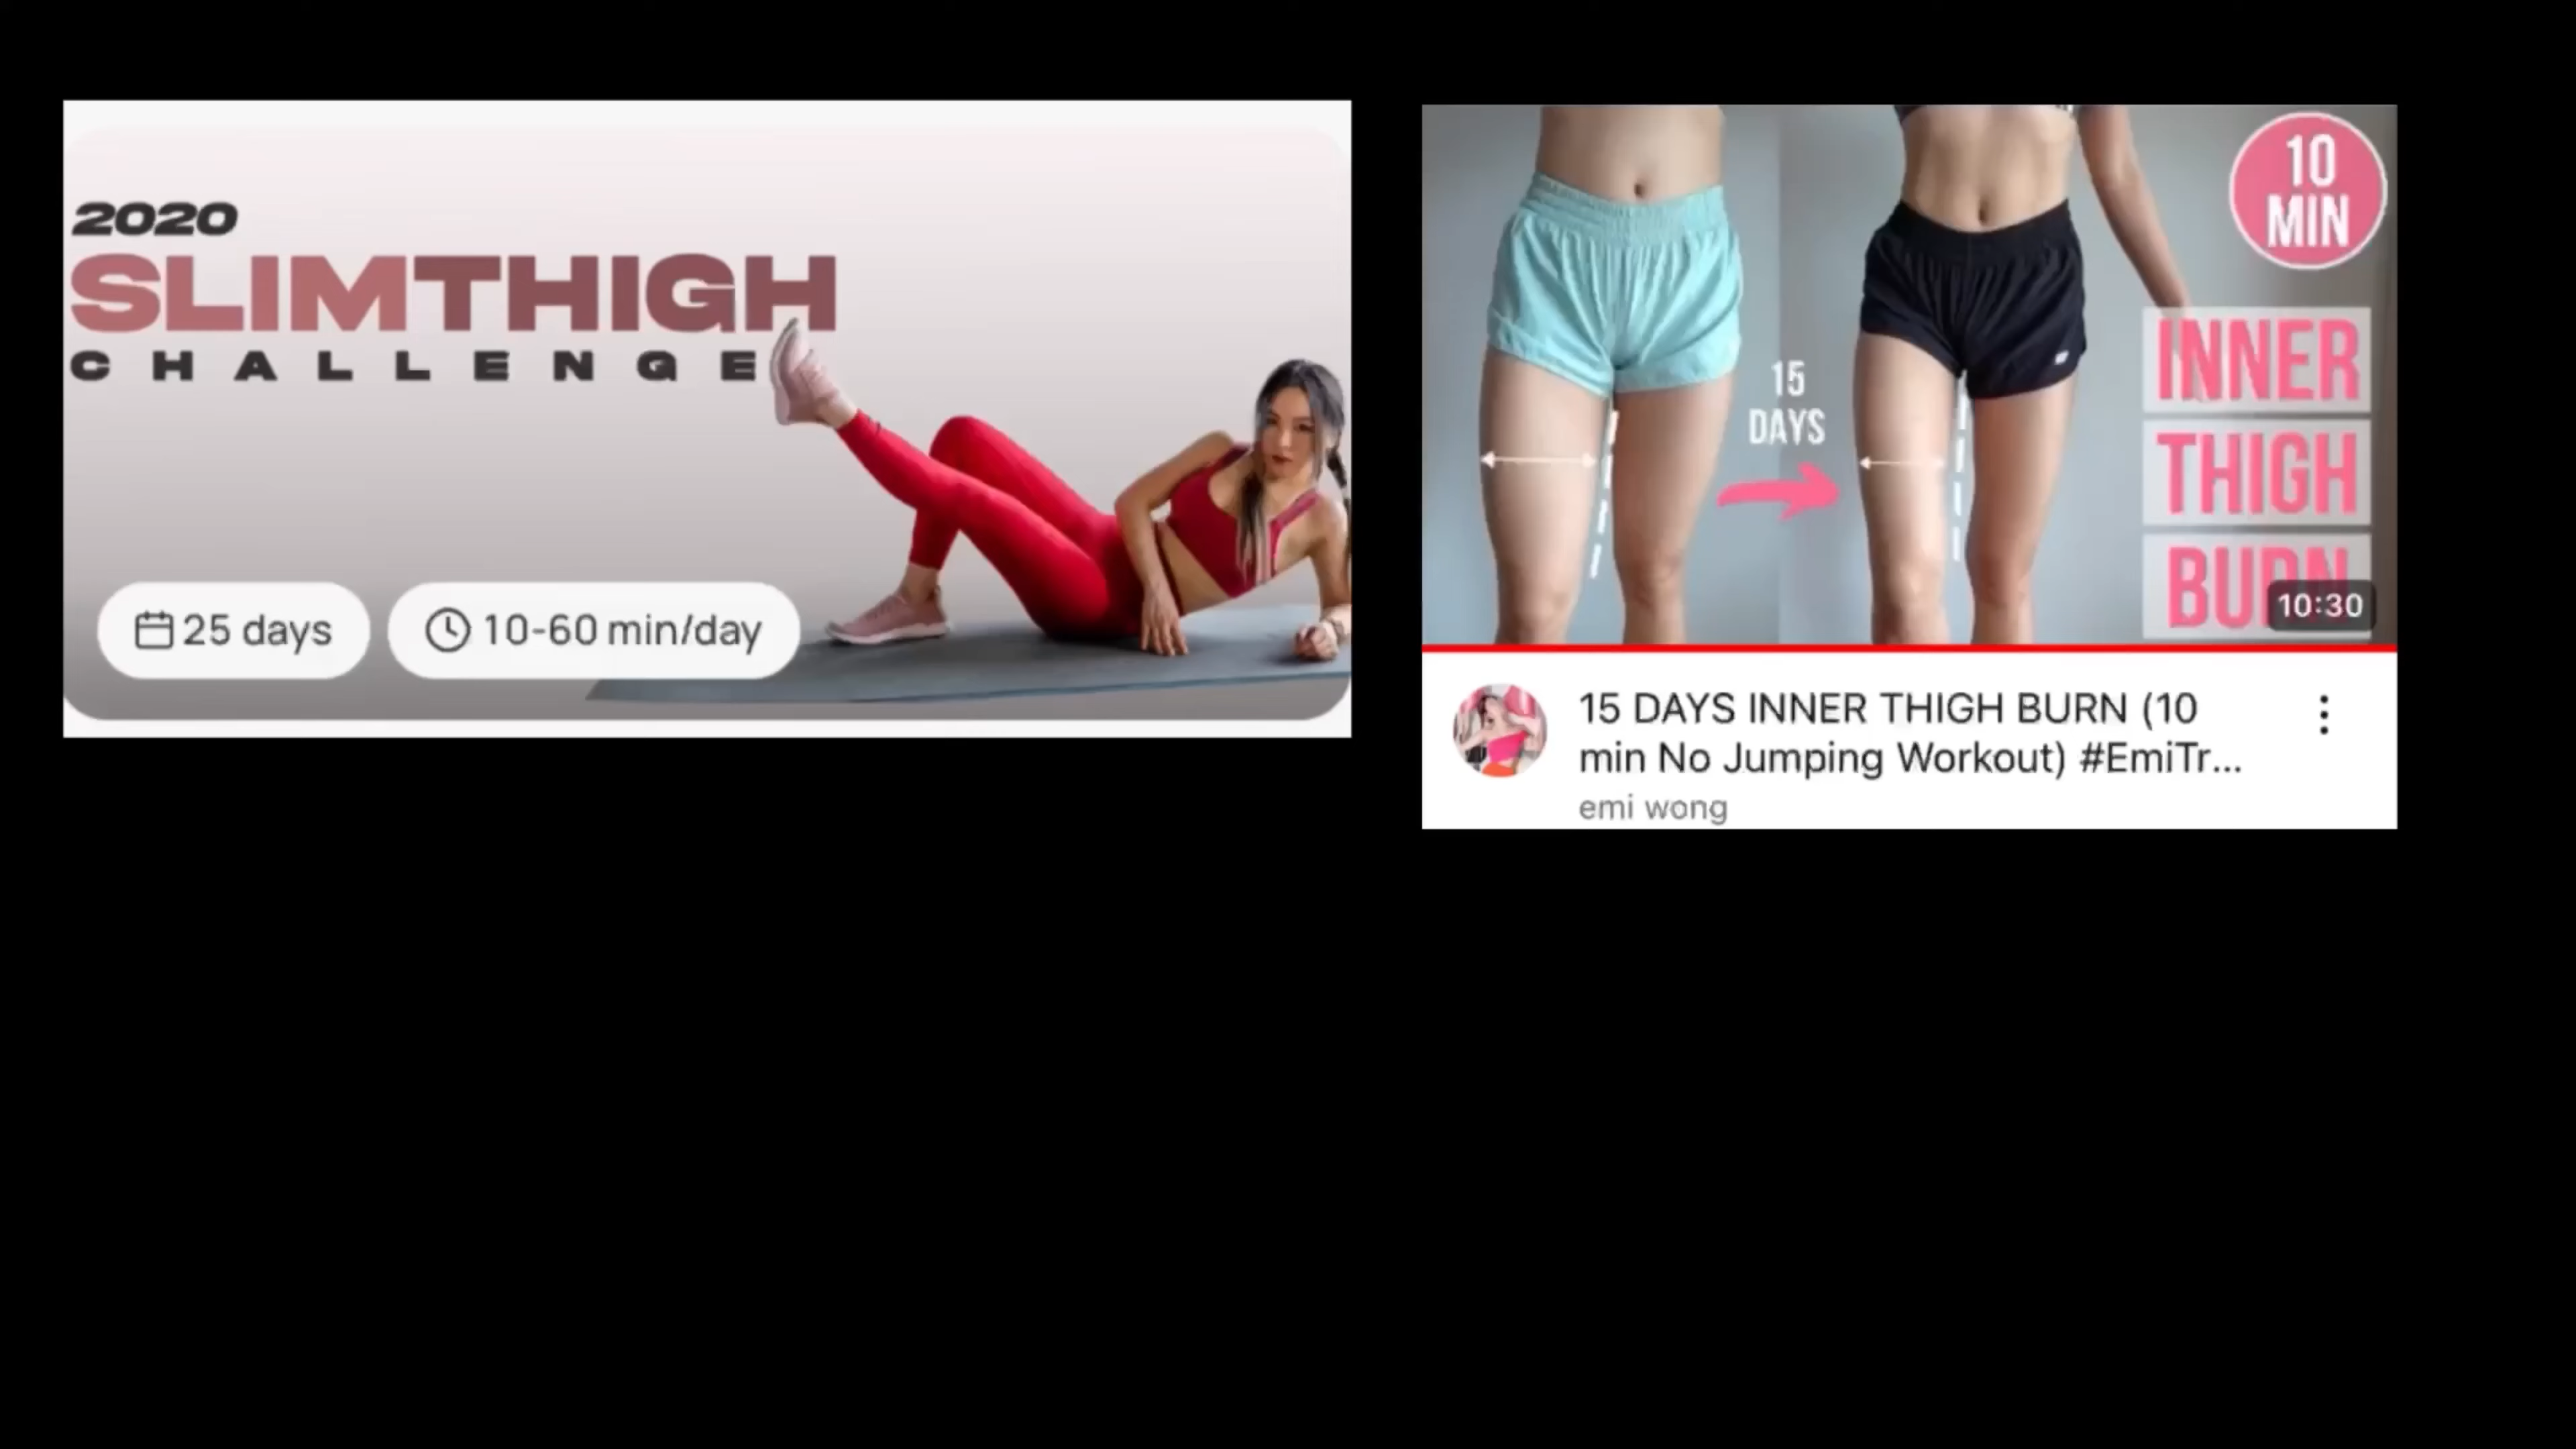 2020
SLIMTHIGH
CHALLENGE
25 days
10-60 min/day
10
MIN
15
DAYS
INNER
THIGH
BURN
10:30
15 DAYS INNER THIGH BURN (10
min No Jumping Workout) #EmiTr...
emi wong